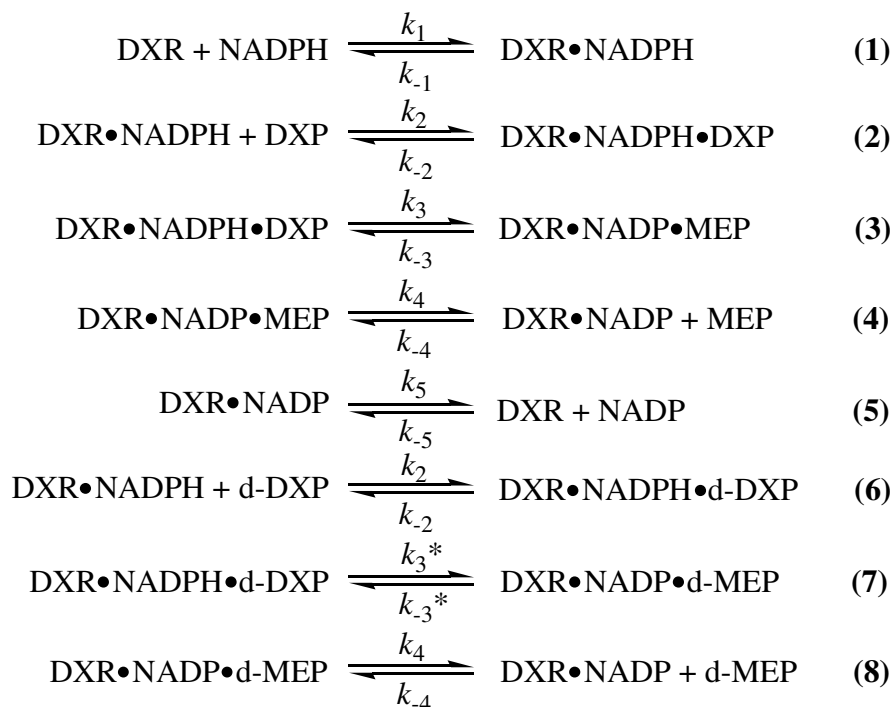 DXR + NADPH k1 k-1 DXR•NADPH (1)
DXR•NADPH + DXP k2 k-2 DXR•NADPH•DXP (2)
DXR•NADPH•DXP k3 k-3 DXR•NADP•MEP (3)
DXR•NADP•MEP k4 k-4 DXR•NADP + MEP (4)
DXR•NADP k5 k-5 DXR + NADP (5)
DXR•NADPH + d-DXP k2 k-2 DXR•NADPH•d-DXP (6)
DXR•NADPH•d-DXP k3* k-3* DXR•NADP•d-MEP (7)
DXR•NADP•d-MEP k4 k-4 DXR•NADP + d-MEP (8)